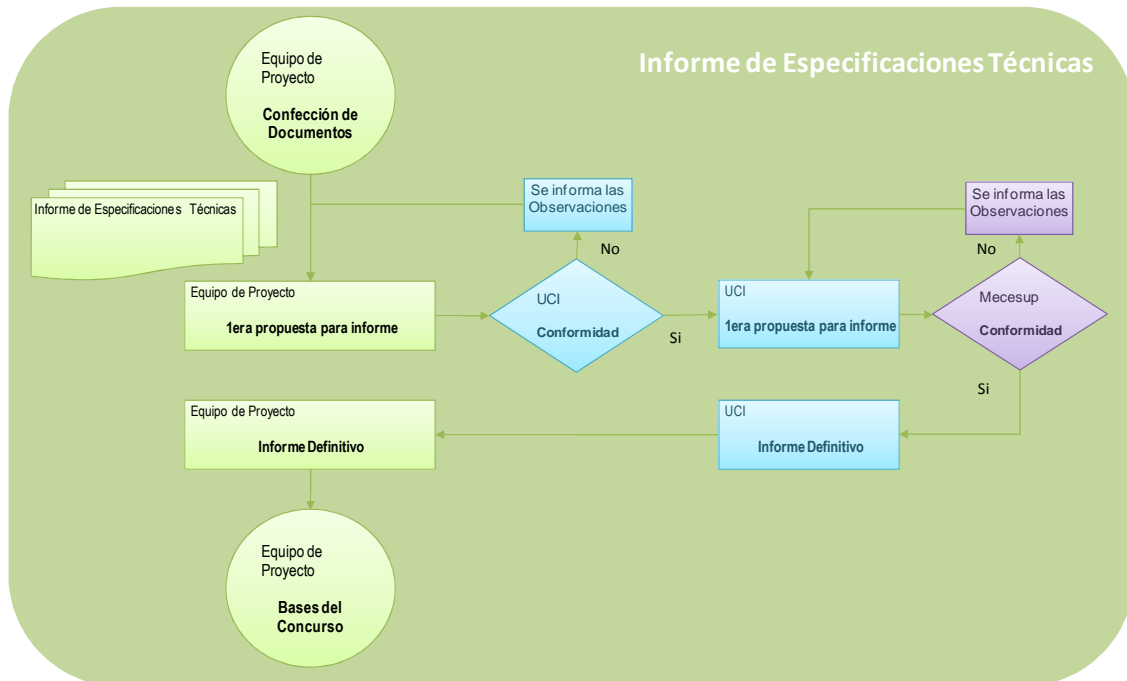 Informe de Especificaciones Técnicas
Equipo de
Proyecto
Confección de
Documentos
Informe de Especificaciones Técnicas
Se informa las
Observaciones
Se informa las
Observaciones
No
No
Equipo de Proyecto
1era propuesta para informe
UCI
Conformidad
Si
UCI
1era propuesta para informe
Mecesup
Conformidad
Si
Equipo de Proyecto
Informe Definitivo
UCI
Informe Definitivo
Equipo de
Proyecto
Bases del
Concurso